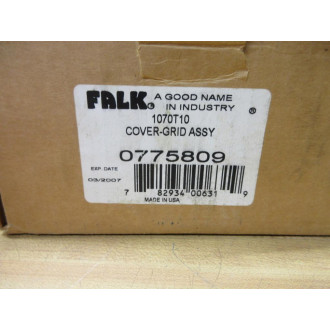 FALK® A GOOD NAME
IN INDUSTRY ®
1070T10
COVER-GRID ASSY
0775809
EXP. DATE
03/2007
7 82934 00631 9
MADE IN USA